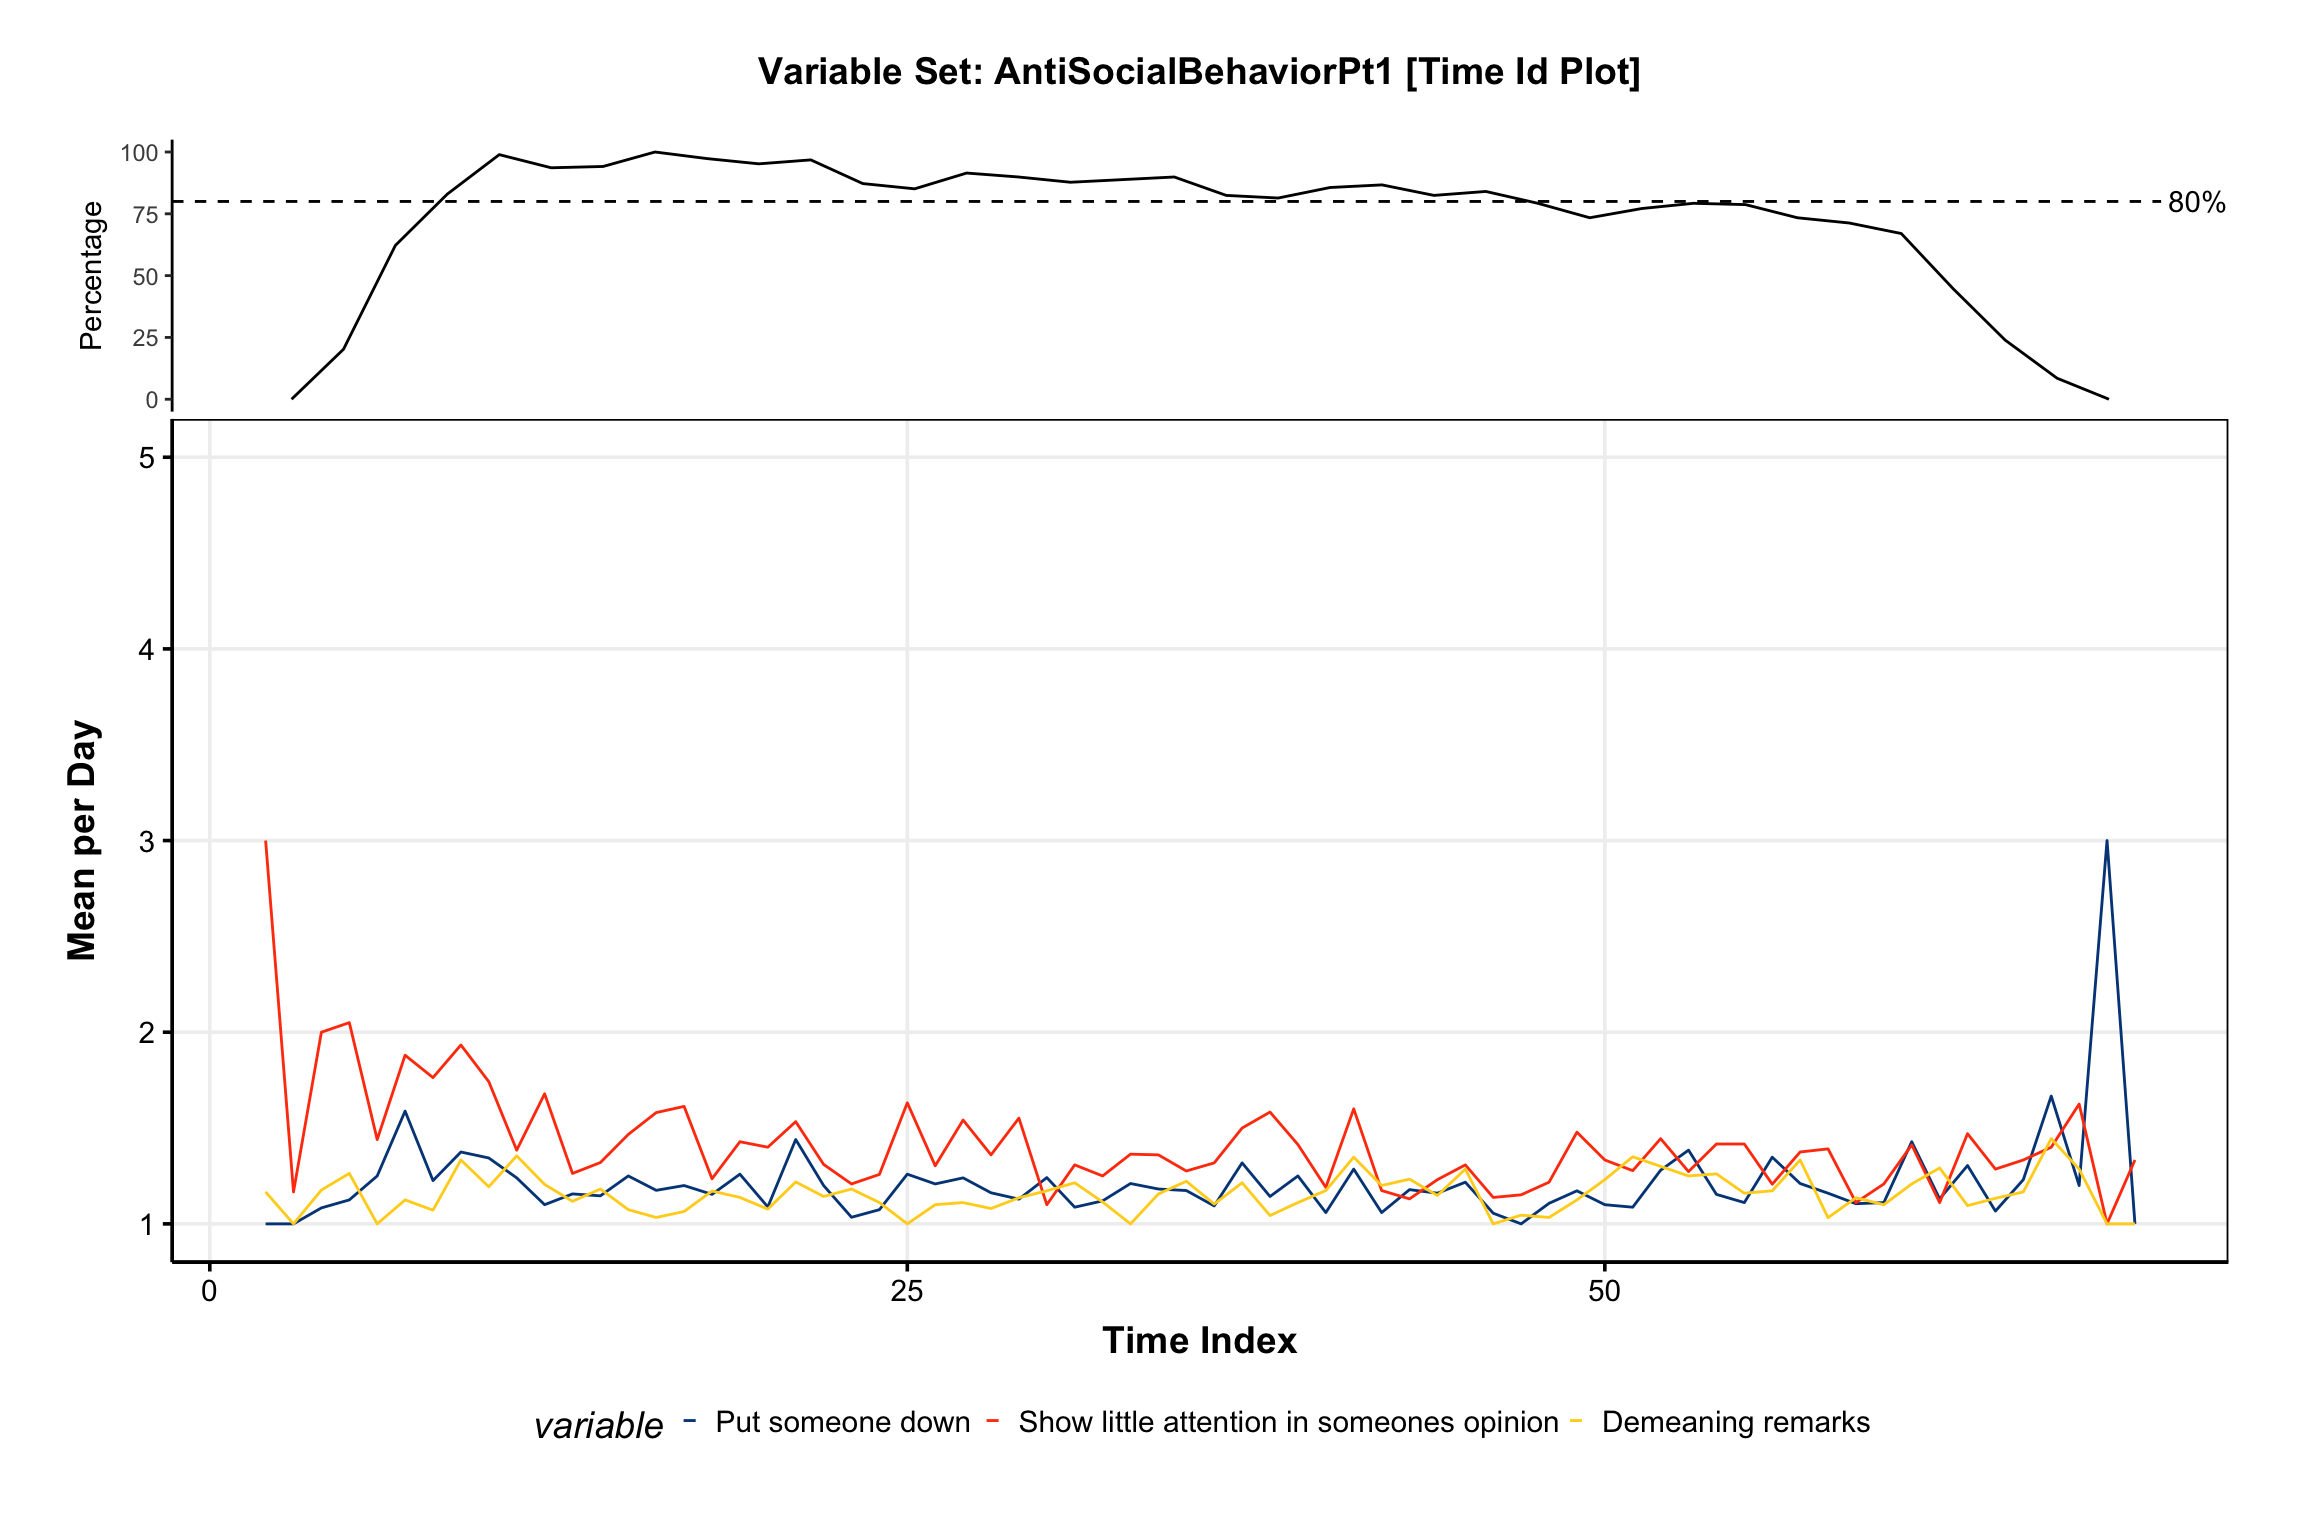 Variable Set: AntiSocialBehaviorPt1 [Time Id Plot]
Percentage
100
75
50
25
0
80%
Mean per Day
5
4
3
2
1
0 25 50
Time Index
variable Put someone down Show little attention in someones opinion Demeaning remarks